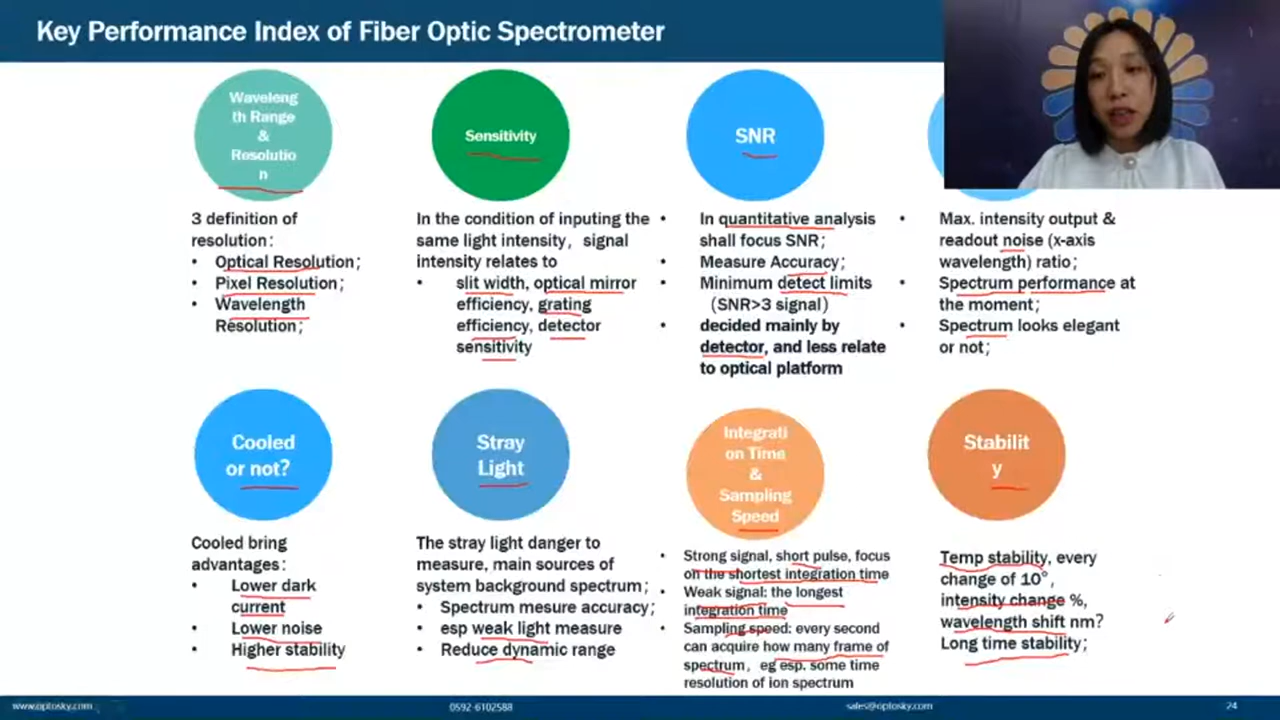 Key Performance Index of Fiber Optic Spectrometer
Waveleng
th Range
&
Resolutio
n
3 definition of
resolution:
• Optical Resolution;
• Pixel Resolution;
• Wavelength
Resolution;
Sensitivity
In the condition of inputing the
same light intensity, signal
intensity relates to
• slit width, optical mirror
efficiency, grating
efficiency, detector
sensitivity
SNR
• In quantitative analysis
shall focus SNR;
• Measure Accuracy;
• Minimum detect limits
(SNR>3 signal)
• decided mainly by
detector, and less relate
to optical platform
• Max. intensity output &
readout noise (x-axis
wavelength) ratio;
• Spectrum performance at
the moment;
• Spectrum looks elegant
or not;
Cooled
or not?
Cooled bring
advantages:
• Lower dark
current
• Lower noise
• Higher stability
Stray
Light
The stray light danger to
measure, main sources of
system background spectrum;
• Spectrum mesure accuracy;
• esp weak light measure
• Reduce dynamic range
Integrati
on Time
&
Sampling
Speed
• Strong signal, short pulse, focus
on the shortest integration time
• Weak signal: the longest
integration time
• Sampling speed: every second
can acquire how many frame of
spectrum, eg esp. some time
resolution of ion spectrum
Stabilit
y
Temp stability, every
change of 10°,
intensity change %,
wavelength shift nm?
Long time stability;
www.optosky.com
0592-6102588
sales@optosky.com
24